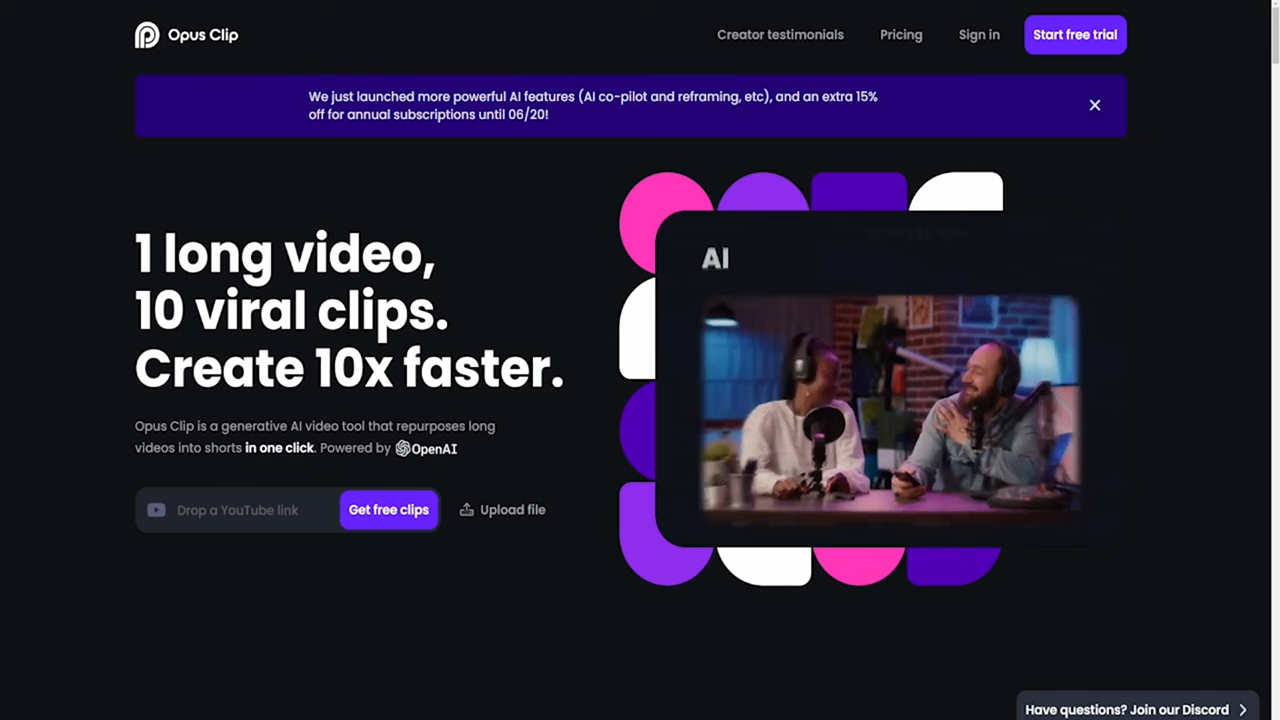 Opus Clip
Creator testimonials
Pricing
Sign in
Start free trial
We just launched more powerful AI features (AI co-pilot and reframing, etc), and an extra 15%
off for annual subscriptions until 06/20!
1 long video,
10 viral clips.
Create 10x faster.
Opus Clip is a generative AI video tool that repurposes long
videos into shorts in one click. Powered by OpenAI
Drop a YouTube link
Get free clips
Upload file
AI
Have questions? Join our Discord